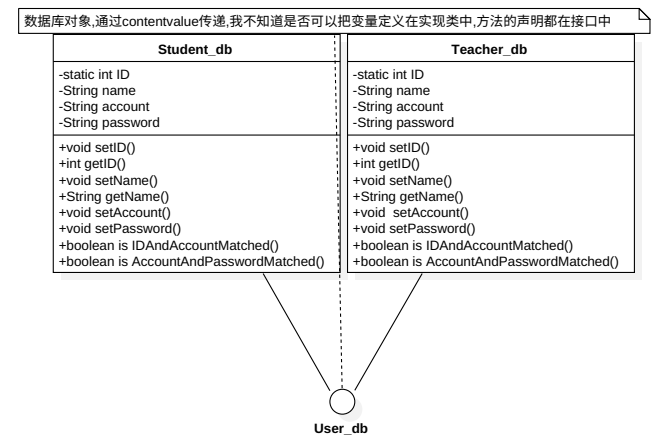 数据库对象,通过contentvalue传递,我不知道是否可以把变量定义在实现类中,方法的声明都在接口中
Student_db
-static int ID
-String name
-String account
-String password
+void setID()
+int getID()
+void setName()
+String getName()
+void setAccount()
+void setPassword()
+boolean is IDAndAccountMatched()
+boolean is AccountAndPasswordMatched()
Teacher_db
-static int ID
-String name
-String account
-String password
+void setID()
+int getID()
+void setName()
+String getName()
+void  setAccount()
+void setPassword()
+boolean is IDAndAccountMatched()
+boolean is AccountAndPasswordMatched()
User_db